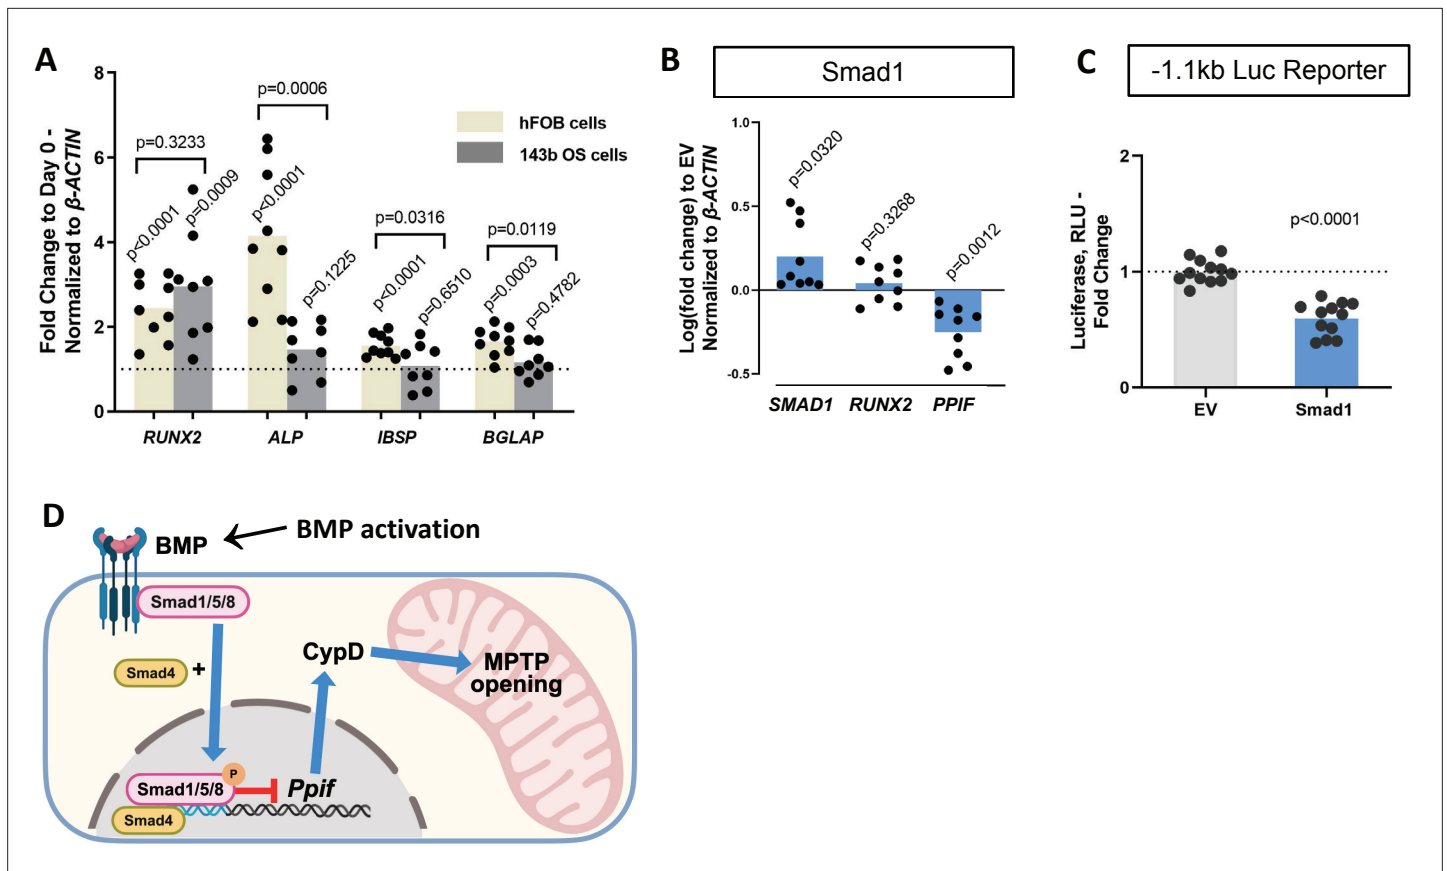 A
Fold Change to Day 0 -
Normalized to β-ACTIN
8
6
4
2
0
p=0.3233
p<0.0001
p=0.0009
p=0.0006
p<0.0001
p=0.1225
p=0.0316
p<0.0001
p=0.6510
p=0.0119
p=0.0003
p=0.4782
hFOB cells
143b OS cells
RUNX2
ALP
IBSP
BGLAP
B
Smad1
Log(fold change) to EV
Normalized to β-ACTIN
1.0
0.5
0.0
-0.5
p=0.0320
p=0.3268
p=0.0012
SMAD1
RUNX2
PPIF
C
-1.1kb Luc Reporter
Luciferase, RLU -
Fold Change
2
1
0
p<0.0001
EV
Smad1
D
BMP
BMP activation
Smad1/5/8
Smad4
+
CypD
MPTP
opening
P
Smad1/5/8
Ppif
Smad4